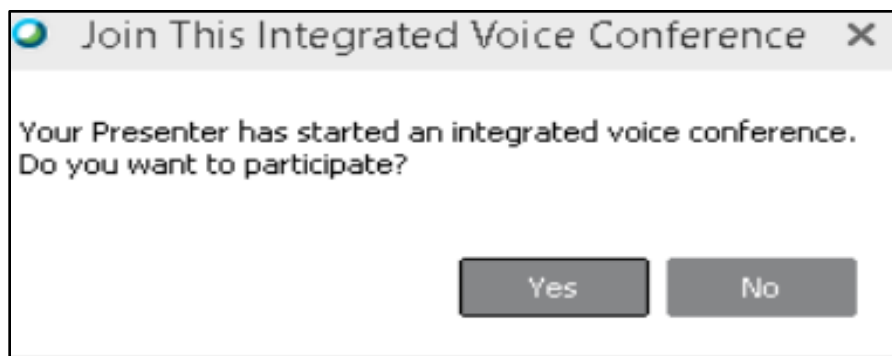 Join This Integrated Voice Conference
Your Presenter has started an integrated voice conference.
Do you want to participate?
Yes No